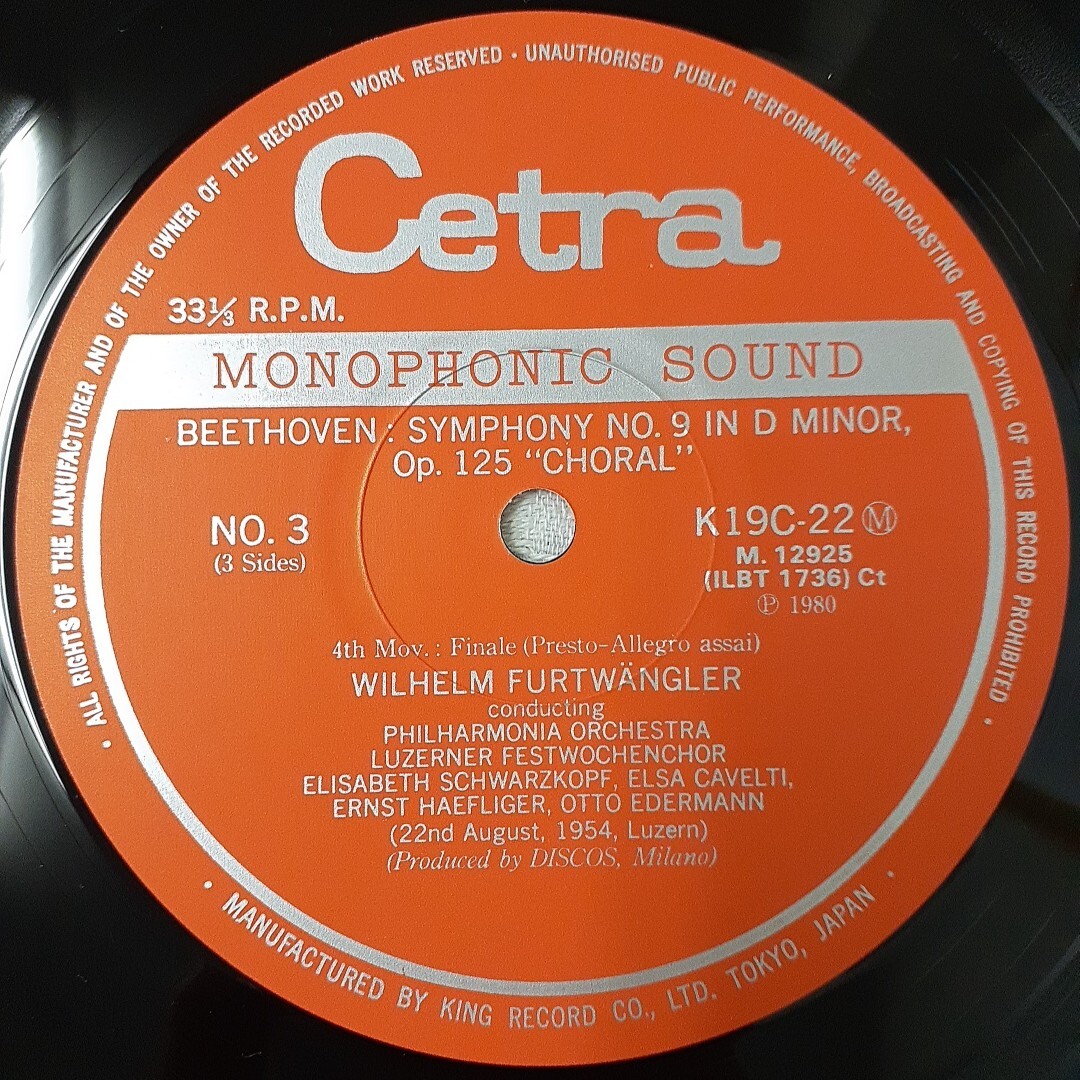 · ALL RIGHTS OF THE MANUFACTURER AND OF THE OWNER OF THE RECORDED WORK RESERVED · UNAUTHORISED PUBLIC PERFORMANCE, BROADCASTING AND COPYING OF THIS RECORD PROHIBITED ·
Cetra
33⅓ R.P.M.
MONOPHONIC SOUND
BEETHOVEN: SYMPHONY NO. 9 IN D MINOR,
Op. 125 “CHORAL”
NO. 3
(3 Sides)
K19C-22 Ⓜ
M. 12925
(ILBT 1736) Ct
℗ 1980
4th Mov.: Finale (Presto-Allegro assai)
WILHELM FURTWÄNGLER
conducting
PHILHARMONIA ORCHESTRA
LUZERNER FESTWOCHENCHOR
ELISABETH SCHWARZKOPF, ELSA CAVELTI,
ERNST HAEFLIGER, OTTO EDERMANN
(22nd August, 1954, Luzern)
(Produced by DISCOS, Milano)
· MANUFACTURED BY KING RECORD CO., LTD. TOKYO, JAPAN ·